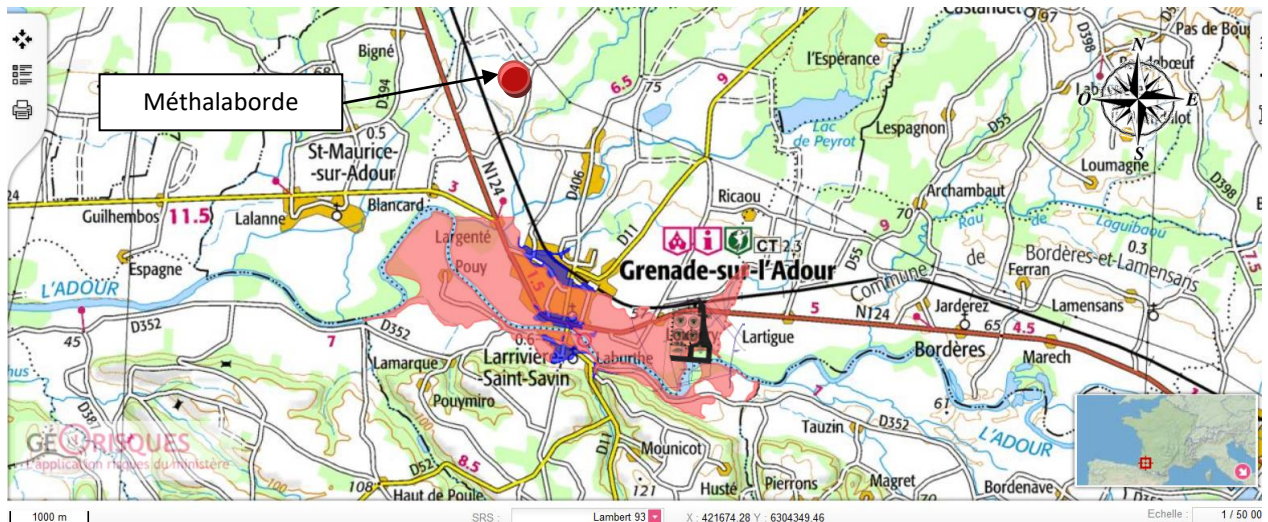 Castandet
97
D398
Pas de
Bigné
l'Espérance
N
6.5
75
9
Méthalaborde
D394
O
E
Lac
de Peyrot
Lespagnon
D55
S
0.5
St-Maurice-
-sur-Adour
N124
D406
Loumagne
D398
3
Ricaou
Archambaut
Guilhembos
11.5
Lalanne
Blancard
D11
70
Rau
de
Laguibaou
9
Largenté
CT
2.3
0.3
Espagne
Pouy
Grenade-sur-l'Adour
D55
Commune
de
Bordères-et-Lamensans
7.5
Ferran
L'ADOUR
1.5
57
5
N124
Jarderez
Lamensans
D352
D352
Lartigue
65
4.5
45
7
0.6
Bordères
Marech
Lamarque
Larrivière
-Saint-Savin
Laburthe
7
Pouymiro
61
D381
Tauzin
D352
L'ADOUR
GEORISQUES
L'application risques du ministère
100
D11
Mounicot
D52
8.5
108
Haut de Poule
121
Husté
Pierrons
Magret
Bordenave
1000 m
SRS :
Lambert 93
X : 421674.28 Y : 6304349.46
Echelle :
1 / 50 00